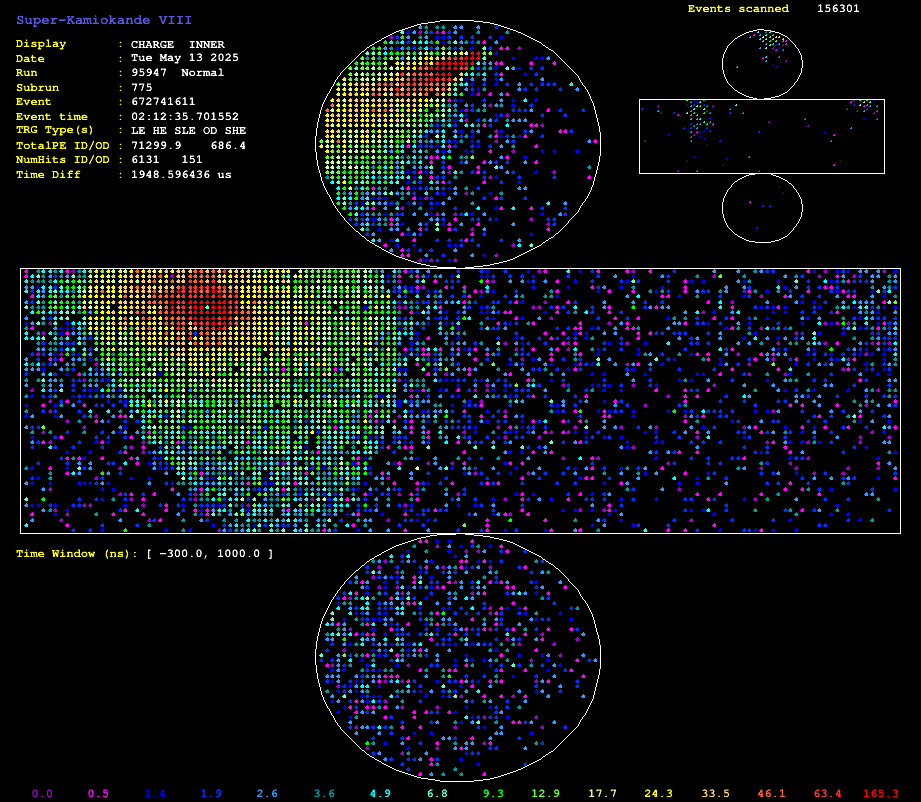 Super-Kamiokande VIII
Events scanned 156301
Display : CHARGE INNER
Date : Tue May 13 2025
Run : 95947 Normal
Subrun : 775
Event : 672741611
Event time : 02:12:35.701552
TRG Type(s) : LE HE SLE OD SHE
TotalPE ID/OD : 71299.9 686.4
NumHits ID/OD : 6131 151
Time Diff : 1948.596436 us
Time Window (ns): [ −300.0, 1000.0 ]
0.0 0.5 1.4 1.9 2.6 3.6 4.9 6.8 9.3 12.9 17.7 24.3 33.5 46.1 63.4 165.3